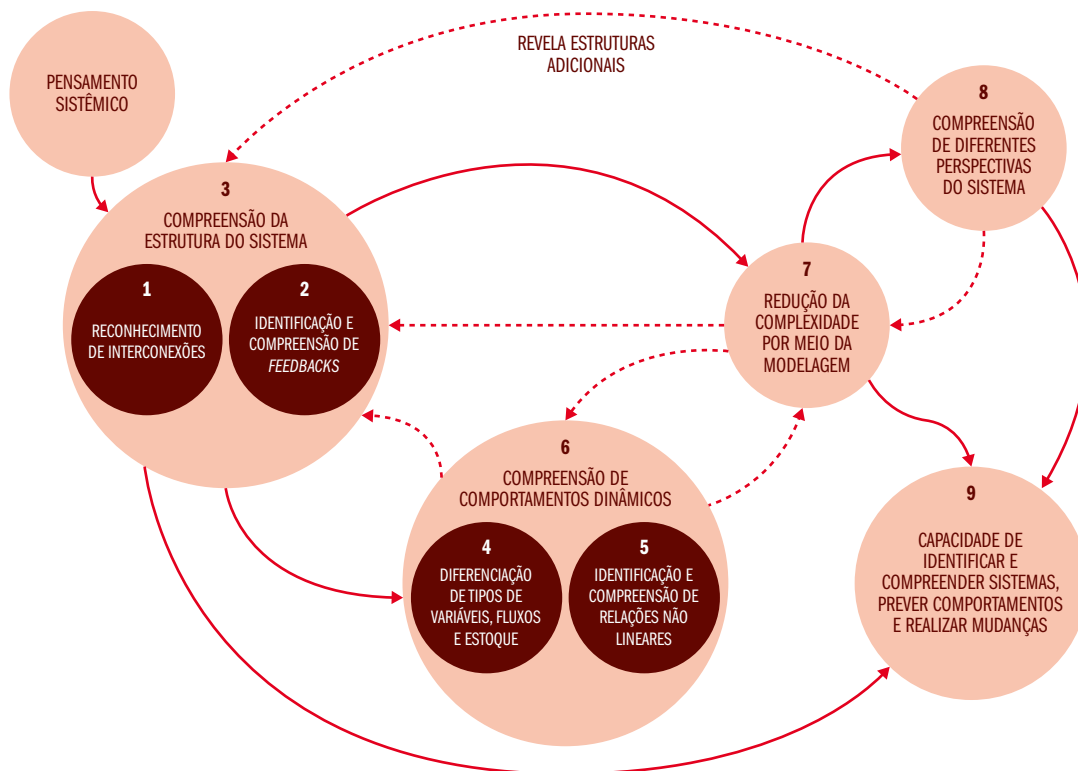 PENSAMENTO
SISTÊMICO
REVELA ESTRUTURAS
ADICIONAIS
8
COMPREENSÃO
DE DIFERENTES
PERSPECTIVAS
DO SISTEMA
3
COMPREENSÃO DA
ESTRUTURA DO SISTEMA
1
RECONHECIMENTO
DE INTERCONEXÕES
2
IDENTIFICAÇÃO E
COMPREENSÃO DE
FEEDBACKS
7
REDUÇÃO DA
COMPLEXIDADE
POR MEIO DA
MODELAGEM
6
COMPREENSÃO DE
COMPORTAMENTOS DINÂMICOS
4
DIFERENCIAÇÃO
DE TIPOS DE
VARIÁVEIS, FLUXOS
E ESTOQUE
5
IDENTIFICAÇÃO E
COMPREENSÃO DE
RELAÇÕES NÃO
LINEARES
9
CAPACIDADE DE
IDENTIFICAR E
COMPREENDER SISTEMAS,
PREVER COMPORTAMENTOS
E REALIZAR MUDANÇAS